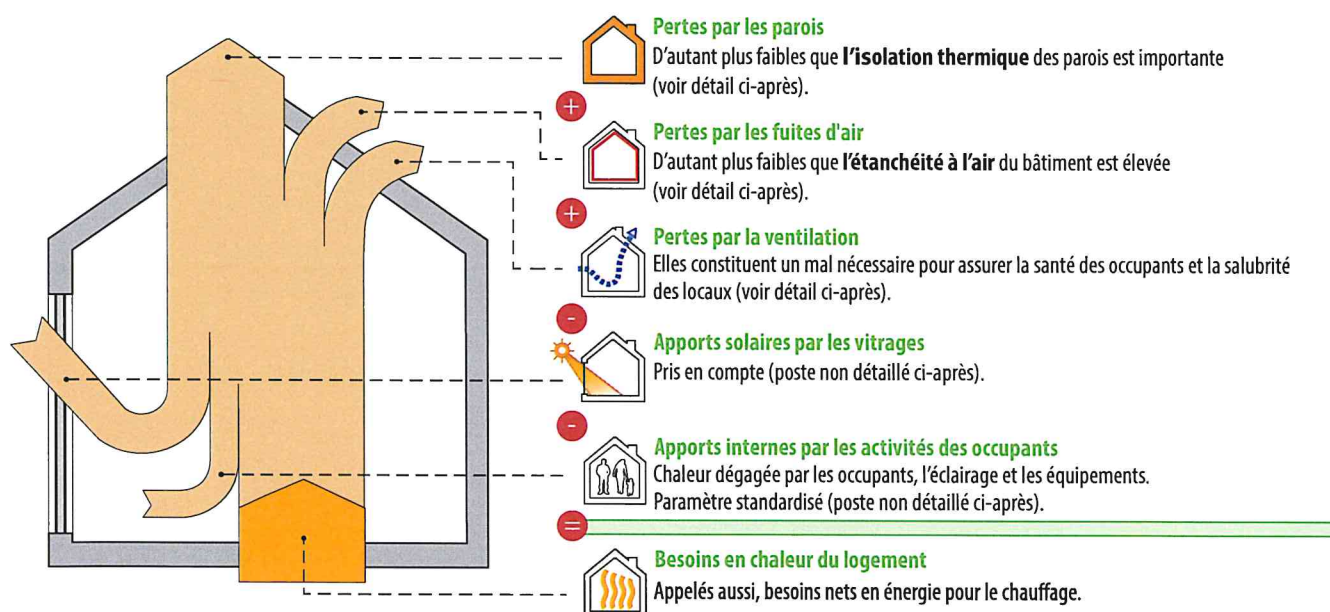 Pertes par les parois
D'autant plus faibles que l'isolation thermique des parois est importante
(voir détail ci-après).
+
Pertes par les fuites d'air
D'autant plus faibles que l'étanchéité à l'air du bâtiment est élevée
(voir détail ci-après).
+
Pertes par la ventilation
Elles constituent un mal nécessaire pour assurer la santé des occupants et la salubrité
des locaux (voir détail ci-après).
-
Apports solaires par les vitrages
Pris en compte (poste non détaillé ci-après).
-
Apports internes par les activités des occupants
Chaleur dégagée par les occupants, l'éclairage et les équipements.
Paramètre standardisé (poste non détaillé ci-après).
=
Besoins en chaleur du logement
Appelés aussi, besoins nets en énergie pour le chauffage.